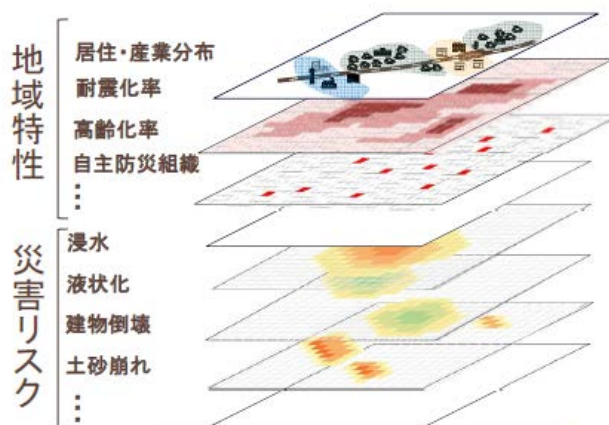 地域特性
居住・産業分布
耐震化率
高齢化率
自主防災組織
⋮
災害リスク
浸水
液状化
建物倒壊
土砂崩れ
⋮